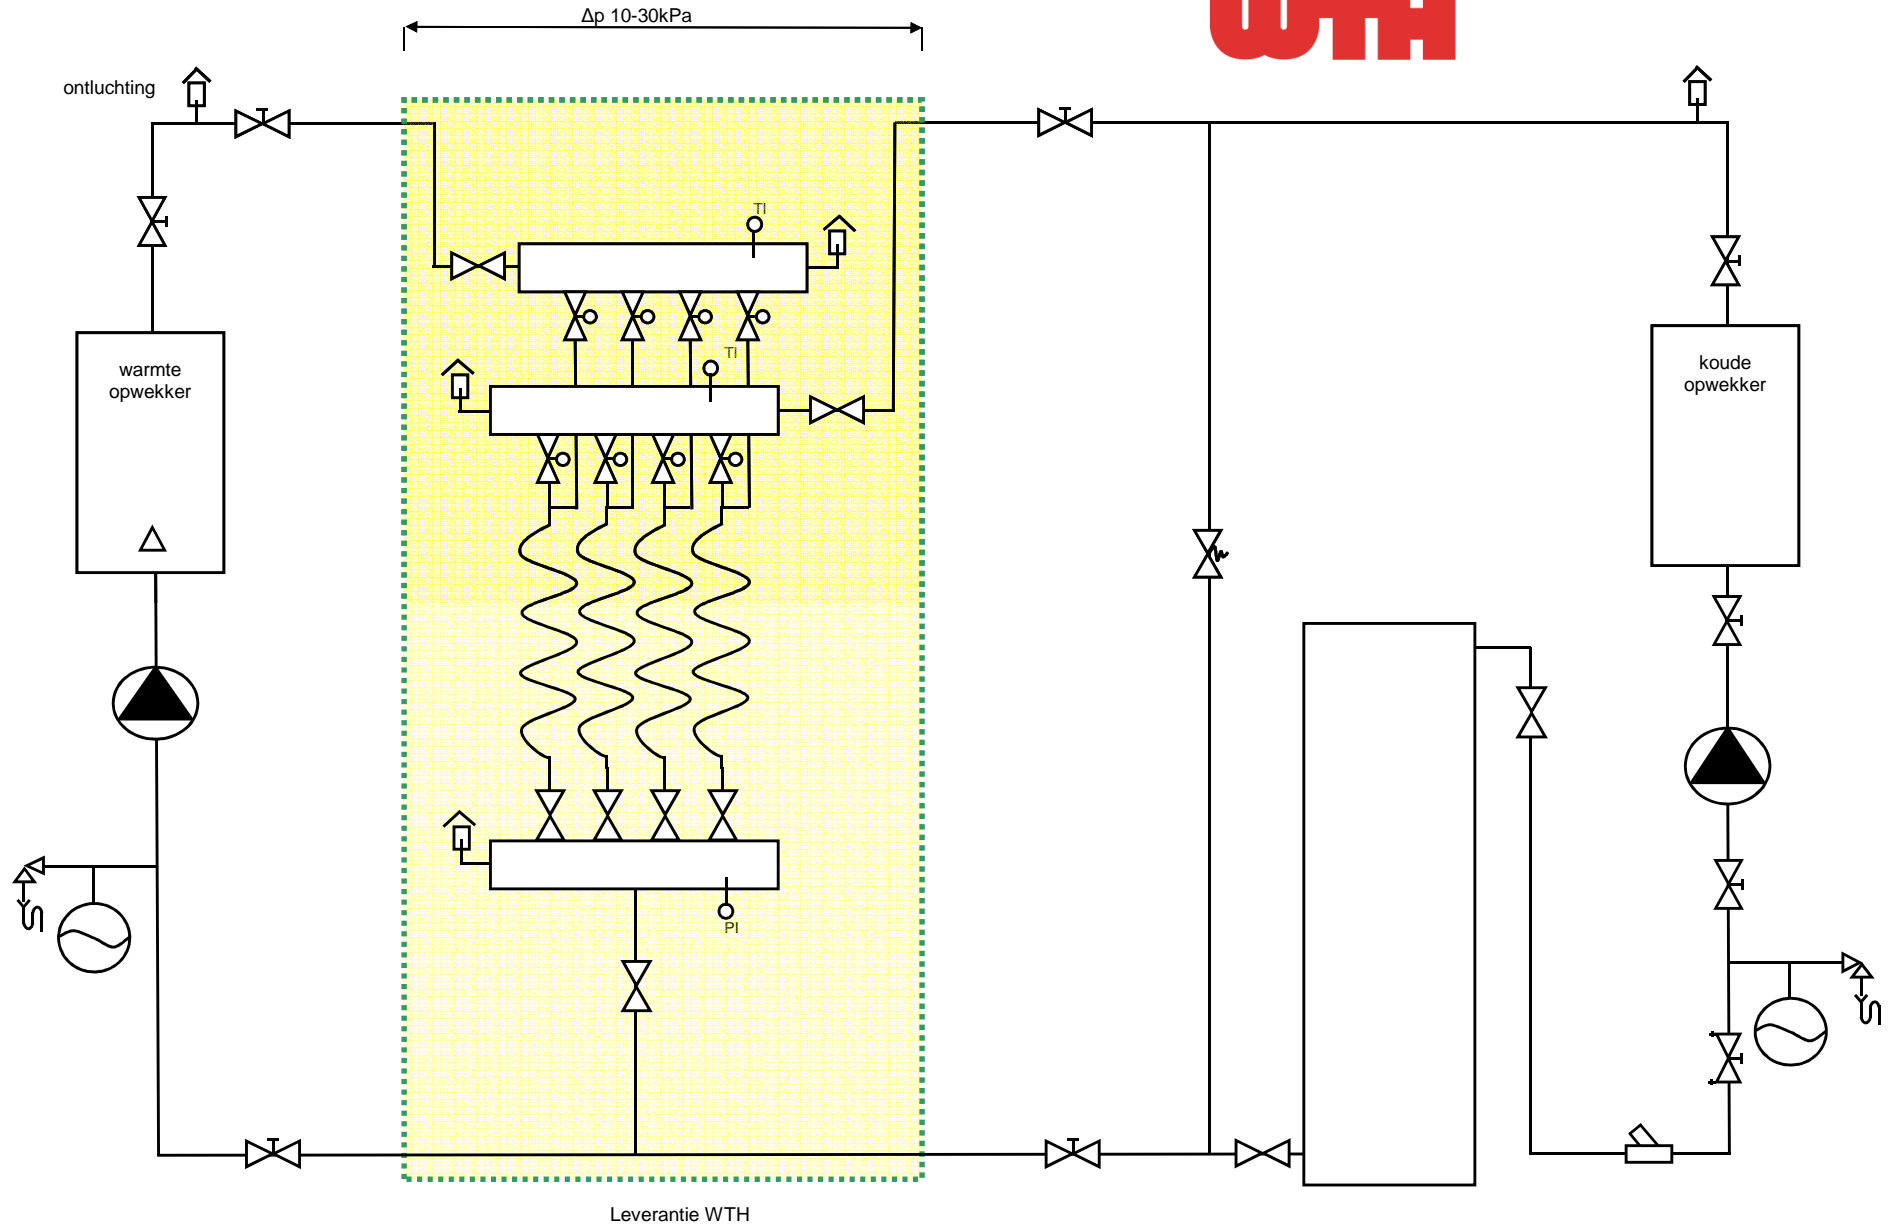 Δp 10-30kPa
WTH
ontluchting
TI
TI
warmte
opwekker
koude
opwekker
PI
Leverantie WTH